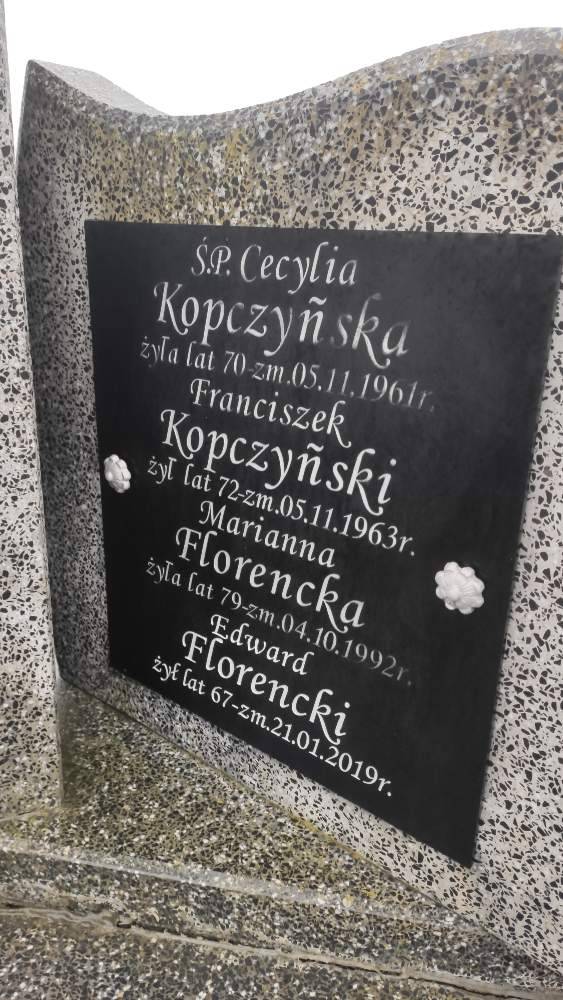 Ś.P. Cecylia
Kopczyñska
żyła lat 70-zm.05.11.1961r.
Franciszek
Kopczyñski
żył lat 72-zm.05.11.1963r.
Marianna
Florencka
żyła lat 79-zm.04.10.1992r.
Edward
Florencki
żył lat 67-zm.21.01.2019r.